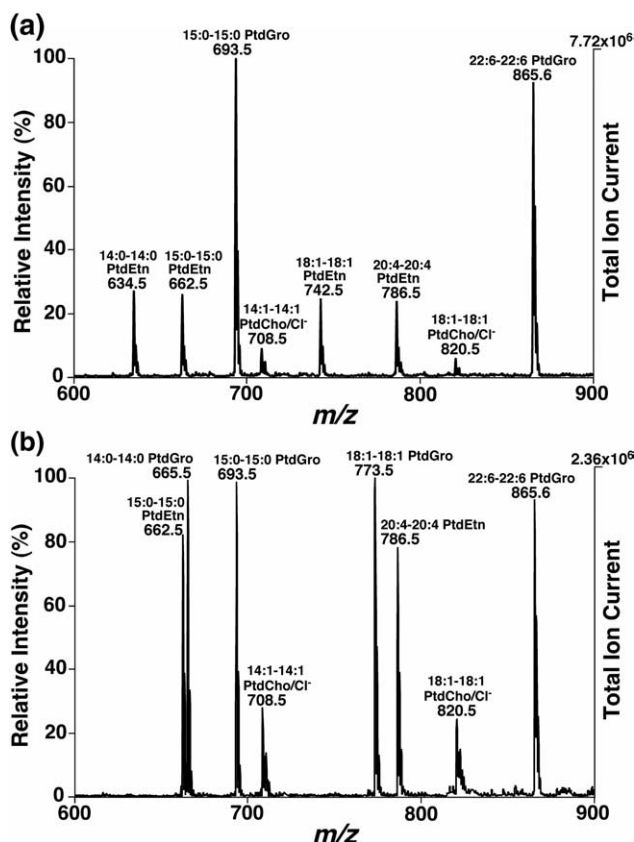 (a)
7.72x10⁶
15:0-15:0 PtdGro
693.5
22:6-22:6 PtdGro
865.6
100
80
60
40
20
0
Relative Intensity (%)
Total Ion Current
14:0-14:0
PtdEtn
634.5
15:0-15:0
PtdEtn
662.5
14:1-14:1
PtdCho/Cl⁻
708.5
18:1-18:1
PtdEtn
742.5
20:4-20:4
PtdEtn
786.5
18:1-18:1
PtdCho/Cl⁻
820.5
600
700
800
900
m/z
(b)
2.36x10⁶
14:0-14:0 PtdGro
665.5
15:0-15:0 PtdGro
693.5
18:1-18:1 PtdGro
773.5
22:6-22:6 PtdGro
865.6
15:0-15:0
PtdEtn
662.5
20:4-20:4 PtdEtn
786.5
100
80
60
40
20
0
Relative Intensity (%)
Total Ion Current
14:1-14:1
PtdCho/Cl⁻
708.5
18:1-18:1
PtdCho/Cl⁻
820.5
600
700
800
900
m/z